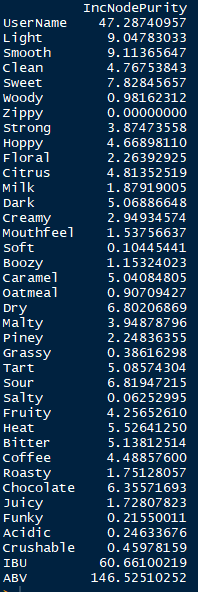 IncNodePurity
UserName 47.28740957
Light 9.04783033
Smooth 9.11365647
Clean 4.76753843
Sweet 7.82845657
Woody 0.98162312
Zippy 0.00000000
Strong 3.87473558
Hoppy 4.66898110
Floral 2.26392925
Citrus 4.81352519
Milk 1.87919005
Dark 5.06886648
Creamy 2.94934574
Mouthfeel 1.53756637
Soft 0.10445441
Boozy 1.15324023
Caramel 5.04084805
Oatmeal 0.90709427
Dry 6.80206869
Malty 3.94878796
Piney 2.24836355
Grassy 0.38616298
Tart 5.08574304
Sour 6.81947215
Salty 0.06252995
Fruity 4.25652610
Heat 5.52641250
Bitter 5.13812514
Coffee 4.48857600
Roasty 1.75128057
Chocolate 6.35571693
Juicy 1.72807823
Funky 0.21550011
Acidic 0.24633676
Crushable 0.45978159
IBU 60.66100219
ABV 146.52510252
>